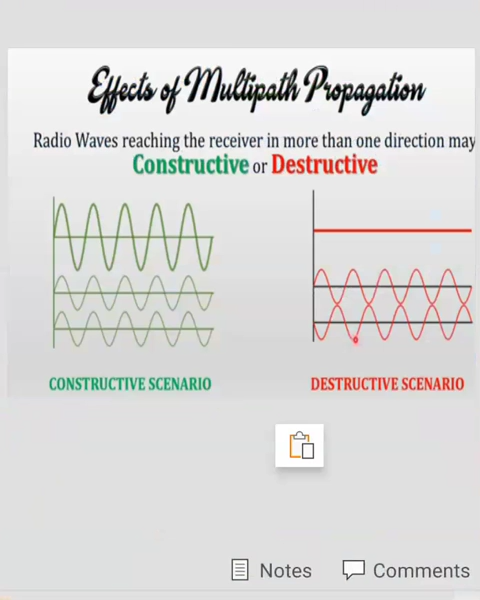 Effects of Multipath Propagation
Radio Waves reaching the receiver in more than one direction may
Constructive or Destructive
CONSTRUCTIVE SCENARIO
DESTRUCTIVE SCENARIO
Notes
Comments